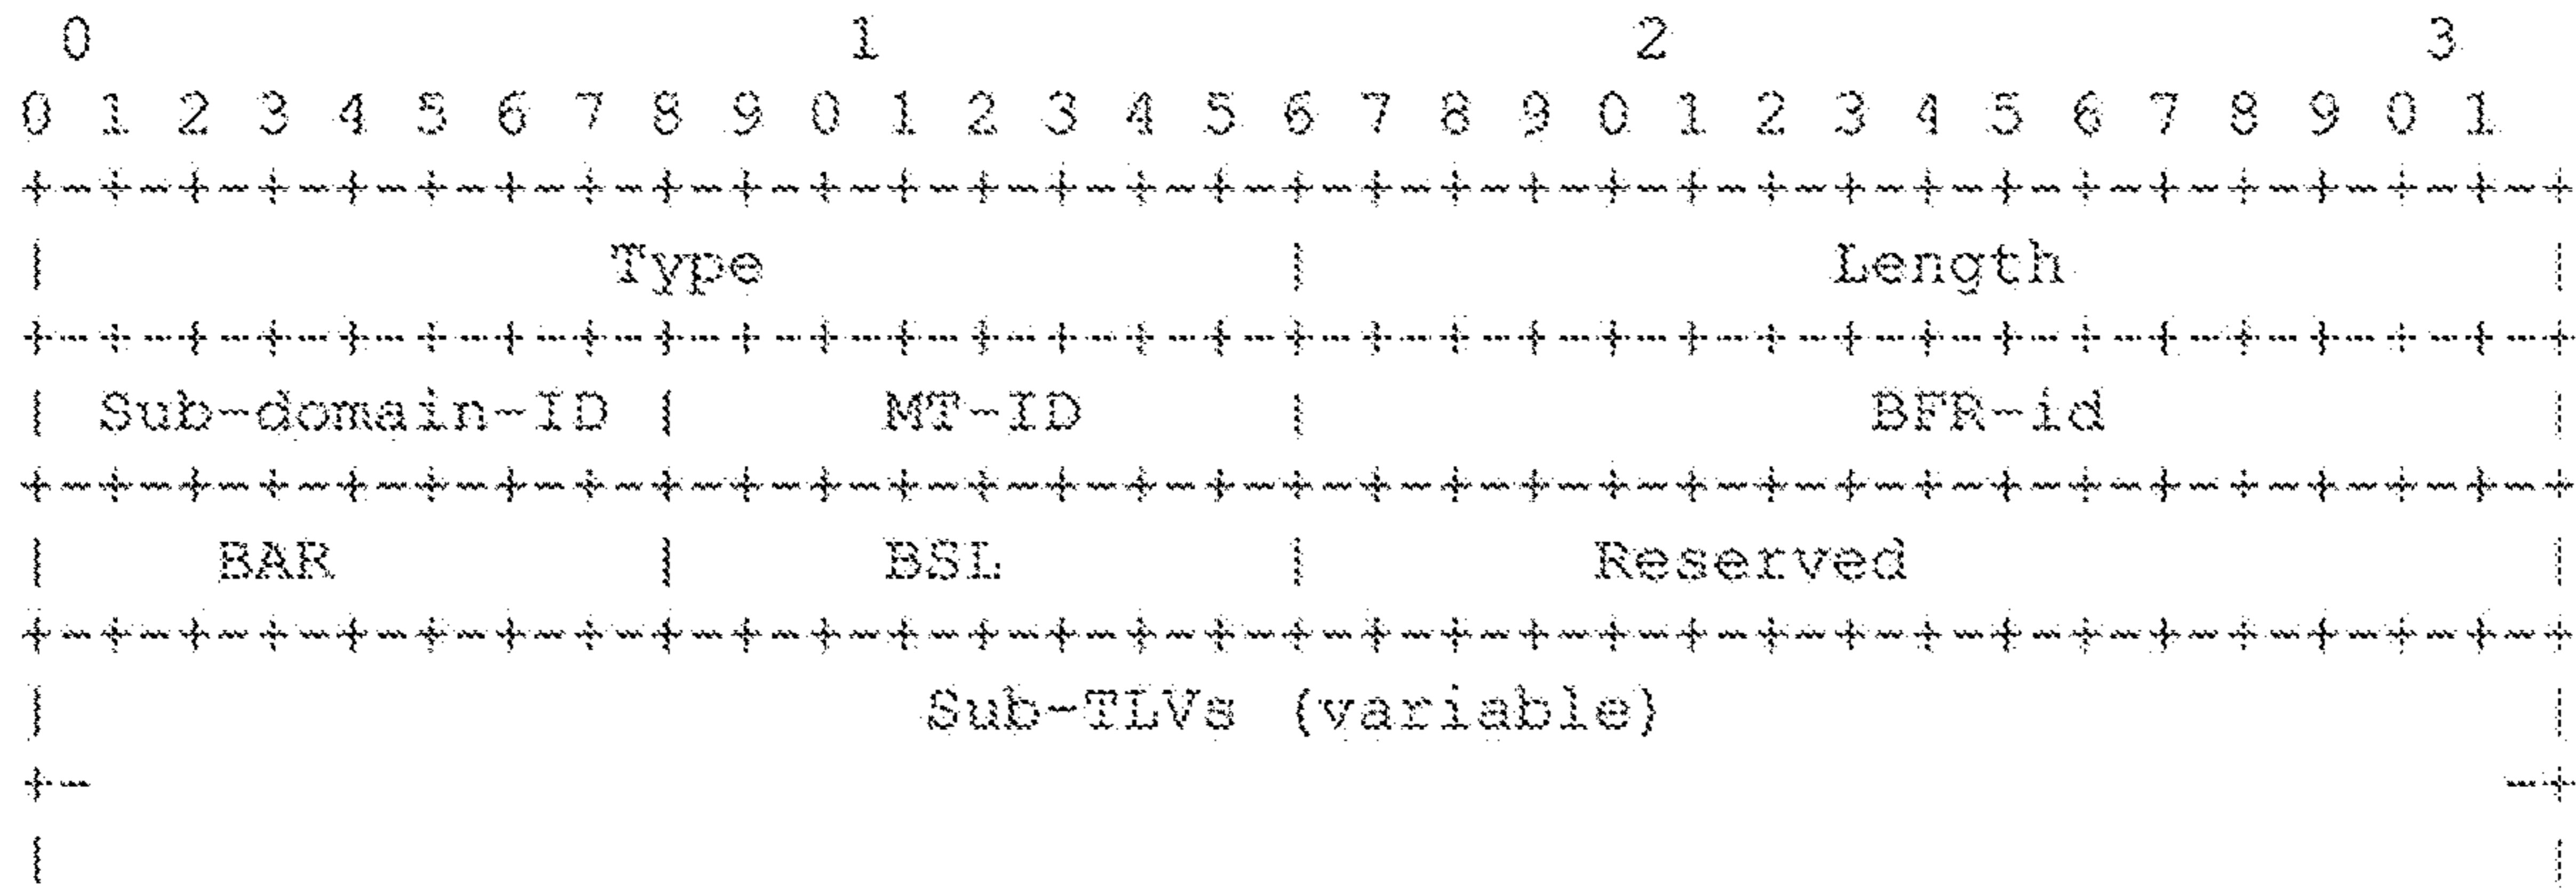 0                   1                   2                   3
0 1 2 3 4 5 6 7 8 9 0 1 2 3 4 5 6 7 8 9 0 1 2 3 4 5 6 7 8 9 0 1
+-+-+-+-+-+-+-+-+-+-+-+-+-+-+-+-+-+-+-+-+-+-+-+-+-+-+-+-+-+-+-+-+
|              Type             |             Length            |
+-+-+-+-+-+-+-+-+-+-+-+-+-+-+-+-+-+-+-+-+-+-+-+-+-+-+-+-+-+-+-+-+
| Sub-domain-ID |     MT-ID     |              BFR-id           |
+-+-+-+-+-+-+-+-+-+-+-+-+-+-+-+-+-+-+-+-+-+-+-+-+-+-+-+-+-+-+-+-+
|    BAR        |     BSL       |       Reserved                |
+-+-+-+-+-+-+-+-+-+-+-+-+-+-+-+-+-+-+-+-+-+-+-+-+-+-+-+-+-+-+-+-+
|                      Sub-TLVs (variable)                      |
+-                                                             -+
|                                                               |